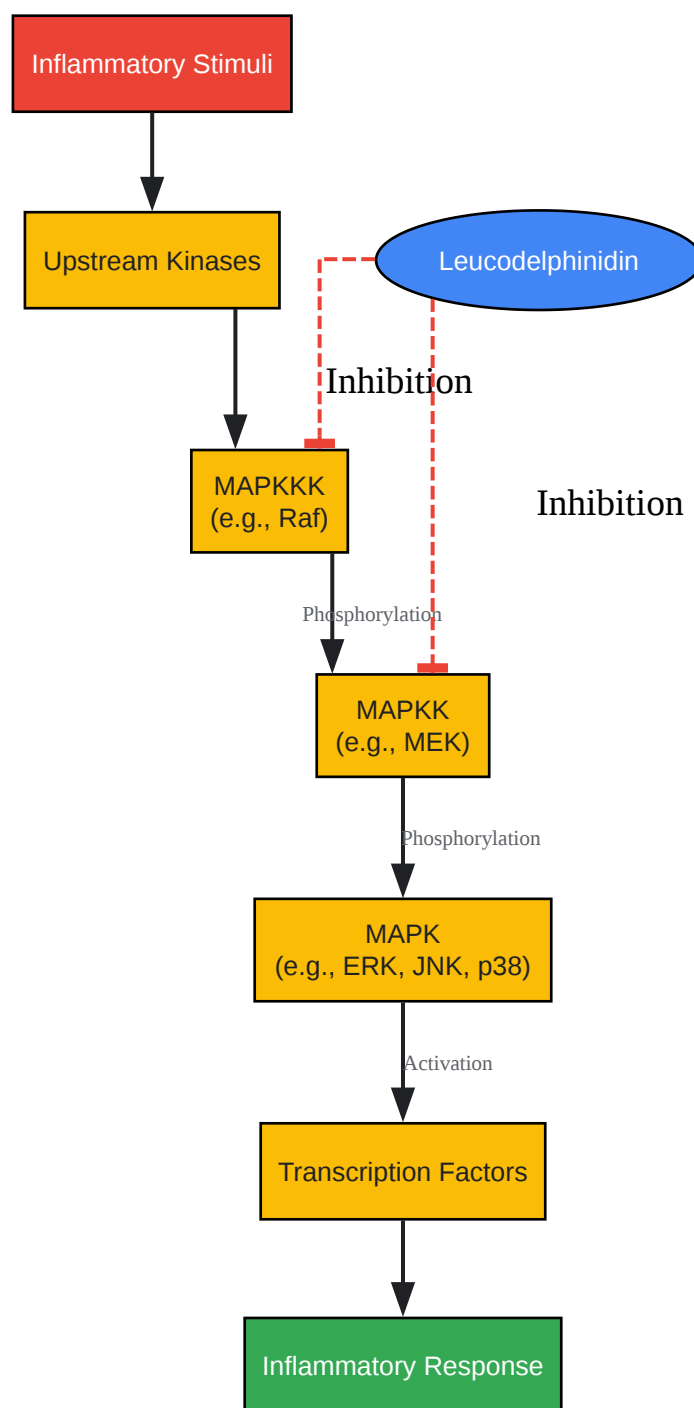 Inflammatory Stimuli
Upstream Kinases
Leucodelphinidin
Inhibition
MAPKKK
(e.g., Raf)
Inhibition
Phosphorylation
MAPKK
(e.g., MEK)
Phosphorylation
MAPK
(e.g., ERK, JNK, p38)
Activation
Transcription Factors
Inflammatory Response